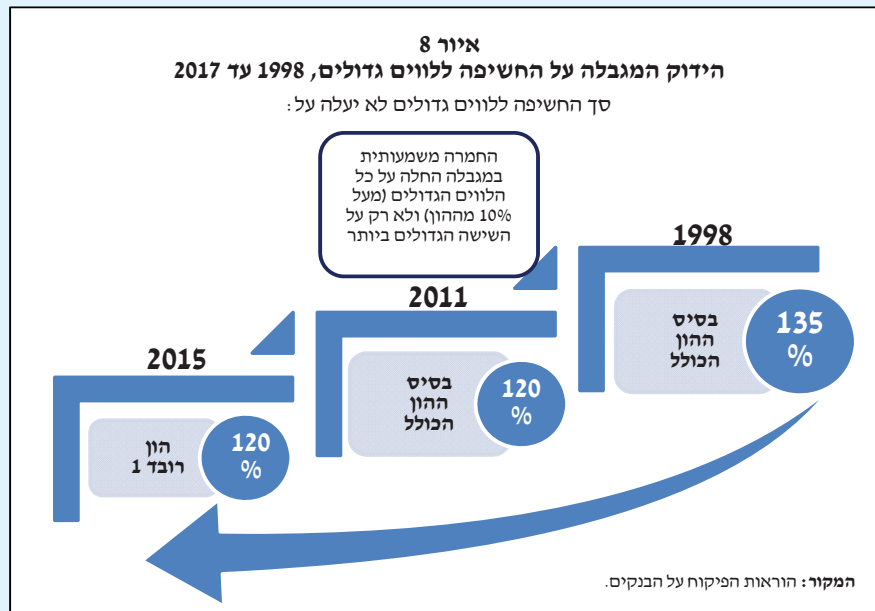 איור 8
הידוק המגבלה על החשיפה ללווים גדולים, 1998 עד 2017
סך החשיפה ללווים גדולים לא יעלה על:
החמרה משמעותית
במגבלה החלה על כל
הלווים הגדולים (מעל
10% מההון) ולא רק על
השישה הגדולים ביותר
1998
135
%
בסיס
ההון
הכולל
2011
120
%
בסיס
ההון
הכולל
2015
120
%
הון
רובד 1
המקור: הוראות הפיקוח על הבנקים.